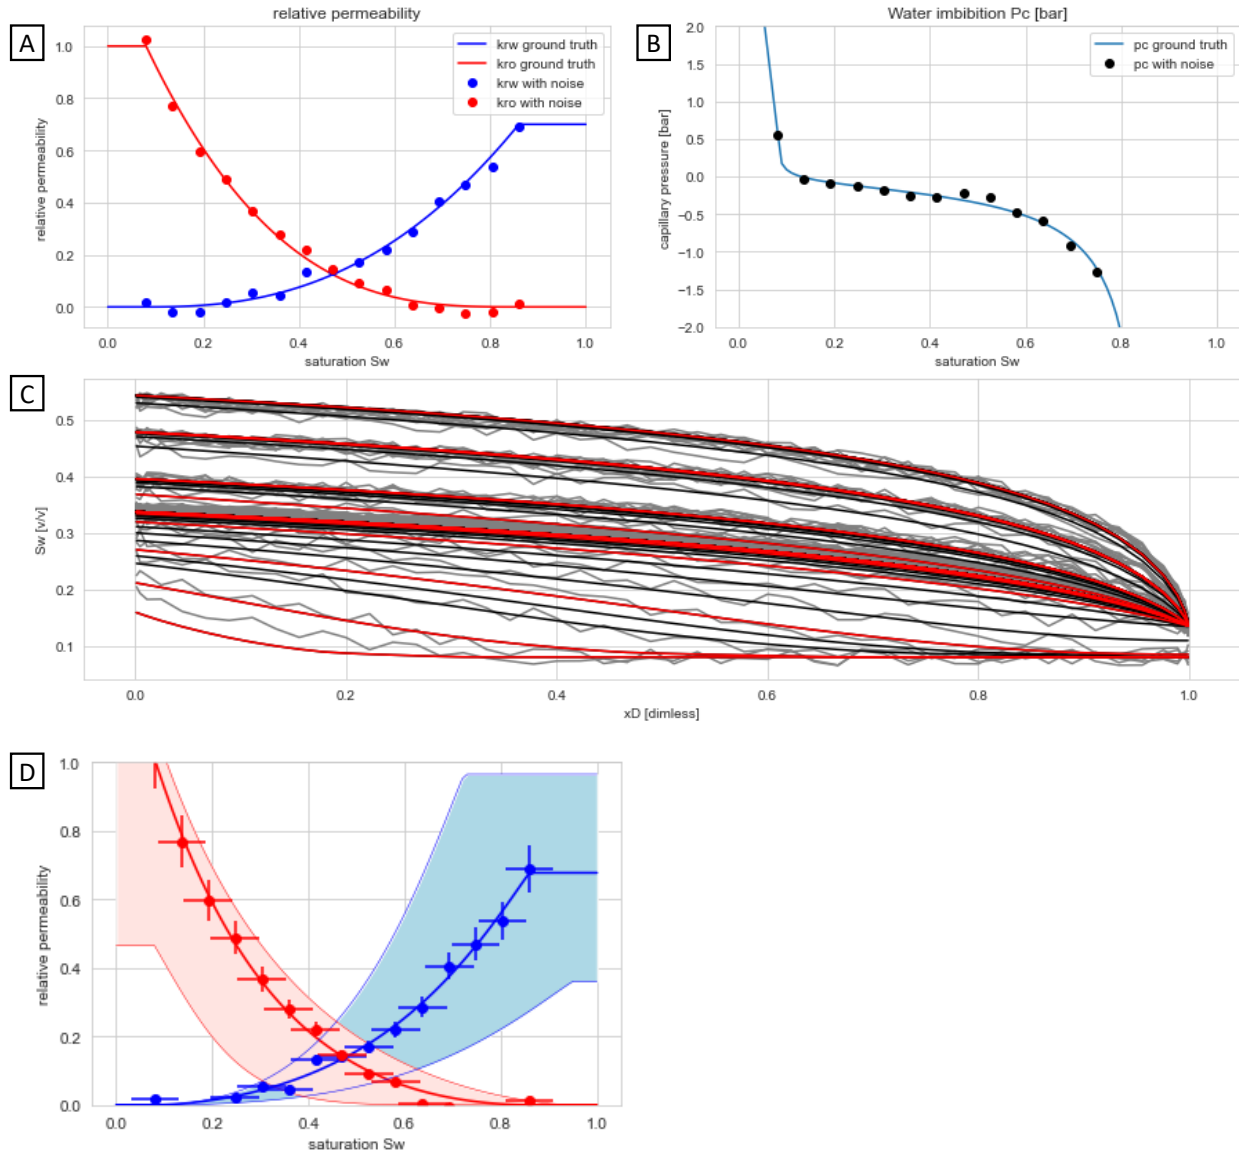 A
relative permeability
1.0
0.8
0.6
0.4
0.2
0.0
relative permeability
krw ground truth
kro ground truth
krw with noise
kro with noise
0.0 0.2 0.4 0.6 0.8 1.0
saturation Sw
B
Water imbibition Pc [bar]
2.0
1.5
1.0
0.5
0.0
−0.5
−1.0
−1.5
−2.0
capillary pressure [bar]
pc ground truth
pc with noise
0.0 0.2 0.4 0.6 0.8 1.0
saturation Sw
C
0.5
0.4
0.3
0.2
0.1
Sw [v/v]
0.0 0.2 0.4 0.6 0.8 1.0
xD [dimless]
D
1.0
0.8
0.6
0.4
0.2
0.0
relative permeability
0.0 0.2 0.4 0.6 0.8 1.0
saturation Sw